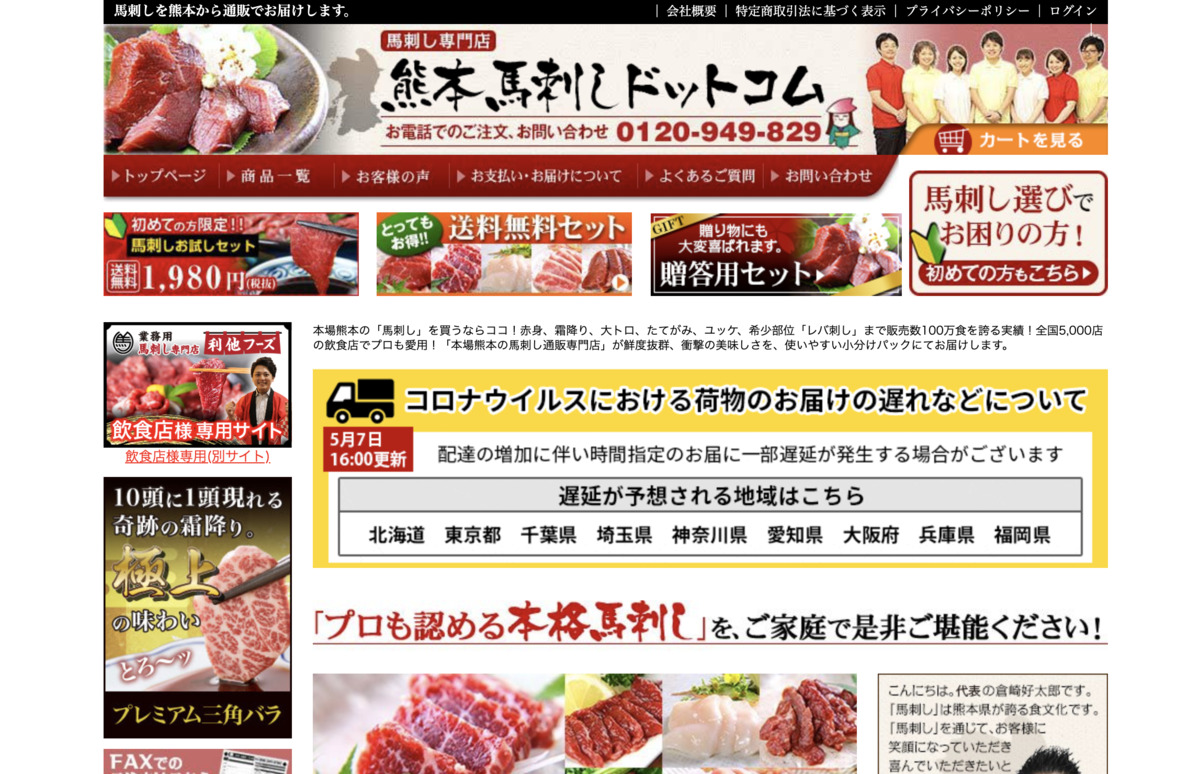 馬刺しを熊本から通販でお届けします。
| 会社概要 | 特定商取引法に基づく表示 | プライバシーポリシー | ログイン
馬刺し専門店
熊本馬刺しドットコム
お電話でのご注文、お問い合わせ 0120-949-829
カートを見る
トップページ
商品一覧
お客様の声
お支払い・お届けについて
よくあるご質問
お問い合わせ
初めての方限定!!
馬刺しお試しセット
送料無料 1,980円(税抜)
とってもお得!!
送料無料セット
GIFT
贈り物にも
大変喜ばれます。
贈答用セット
馬刺し選びで
お困りの方!
初めての方もこちら
業務用
馬刺し専門店 利他フーズ
飲食店様専用サイト
飲食店様専用(別サイト)
本場熊本の「馬刺し」を買うならココ！赤身、霜降り、大トロ、たてがみ、ユッケ、希少部位「レバ刺し」まで販売数100万食を誇る実績！全国5,000店
の飲食店でプロも愛用！「本場熊本の馬刺し通販専門店」が鮮度抜群、衝撃の美味しさを、使いやすい小分けパックにてお届けします。
コロナウイルスにおける荷物のお届けの遅れなどについて
5月7日
16:00更新
配達の増加に伴い時間指定のお届に一部遅延が発生する場合がございます
遅延が予想される地域はこちら
北海道 東京都 千葉県 埼玉県 神奈川県 愛知県 大阪府 兵庫県 福岡県
10頭に1頭現れる
奇跡の霜降り。
極上
の味わい
とろ〜ッ
プレミアム三角バラ
「プロも認める本格馬刺し」を、ご家庭で是非ご堪能ください!
こんにちは。代表の倉崎好太郎です。
「馬刺し」は熊本県が誇る食文化です。
「馬刺し」を通じて、お客様に
笑顔になっていただき
喜んでいただきたいと
FAXでの